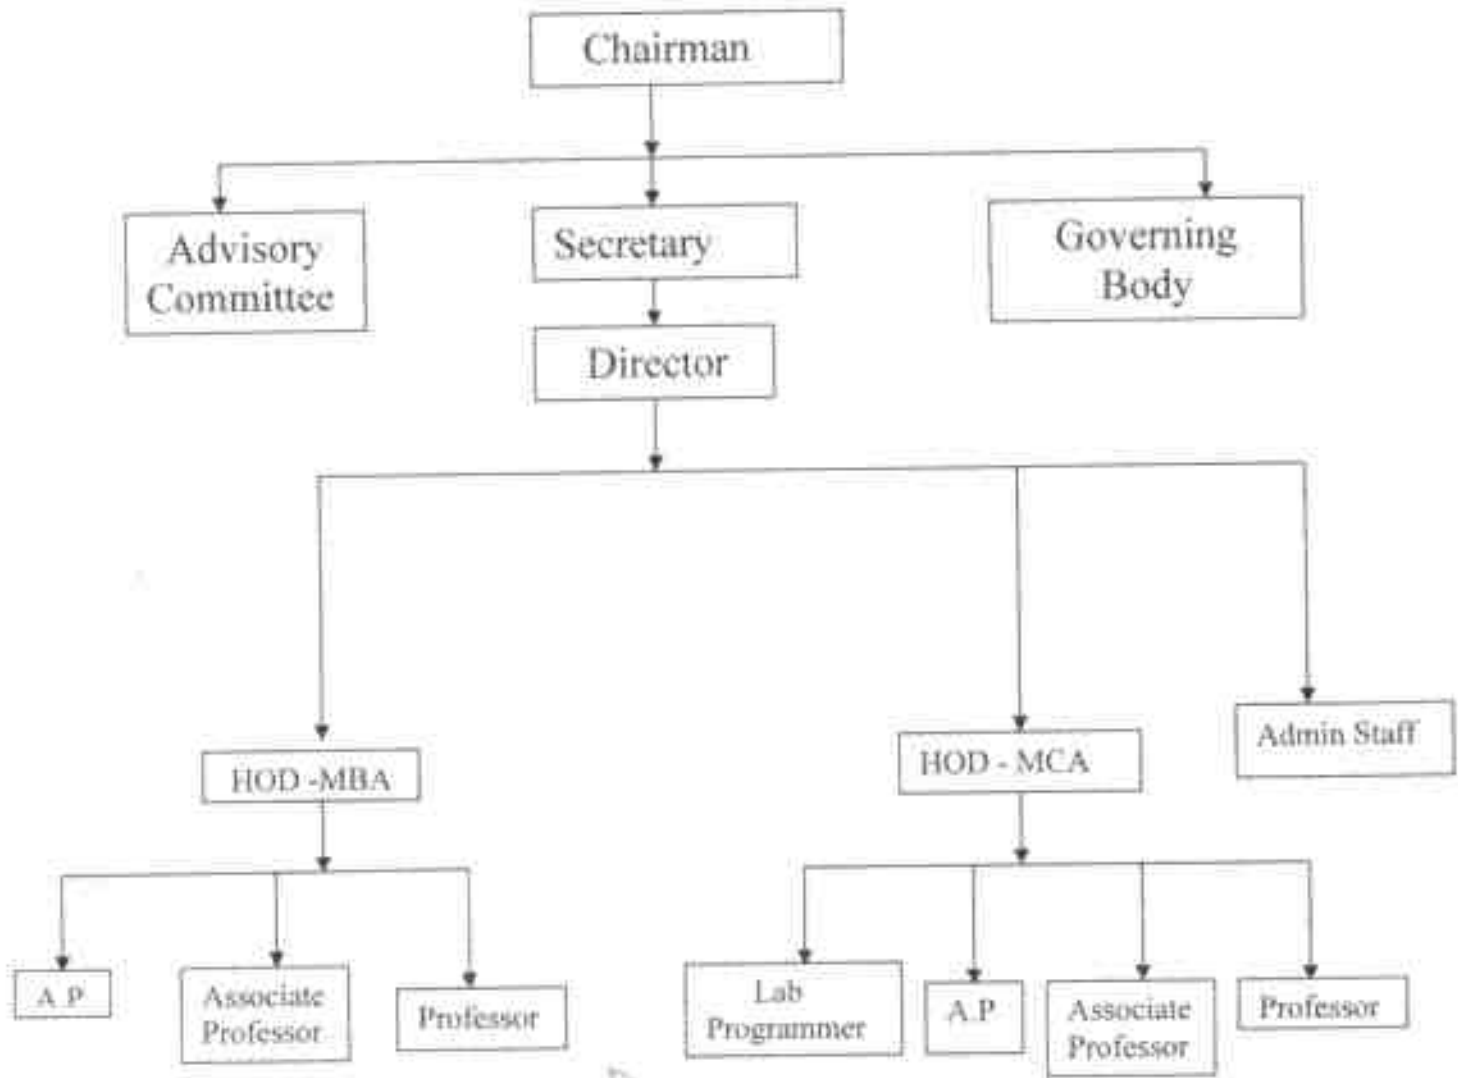 Chairman
Advisory
Committee
Secretary
Governing
Body
Director
HOD -MBA
HOD - MCA
Admin Staff
A.P
Associate
Professor
Professor
Lab
Programmer
A.P
Associate
Professor
Professor